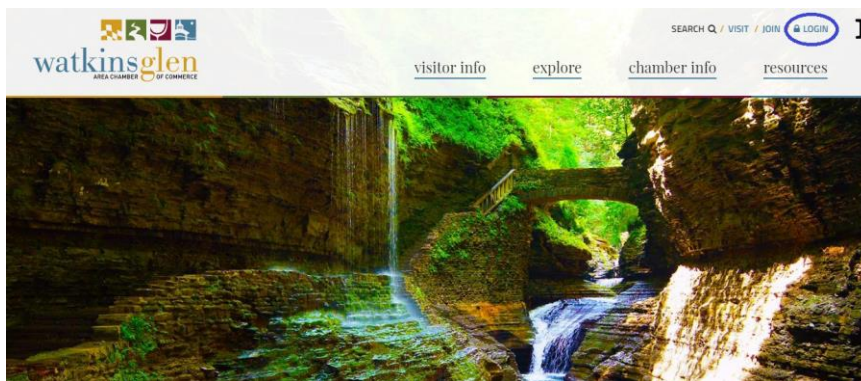 SEARCH / VISIT / JOIN LOGIN
watkinsglen
AREA CHAMBER OF COMMERCE
visitor info explore chamber info resources